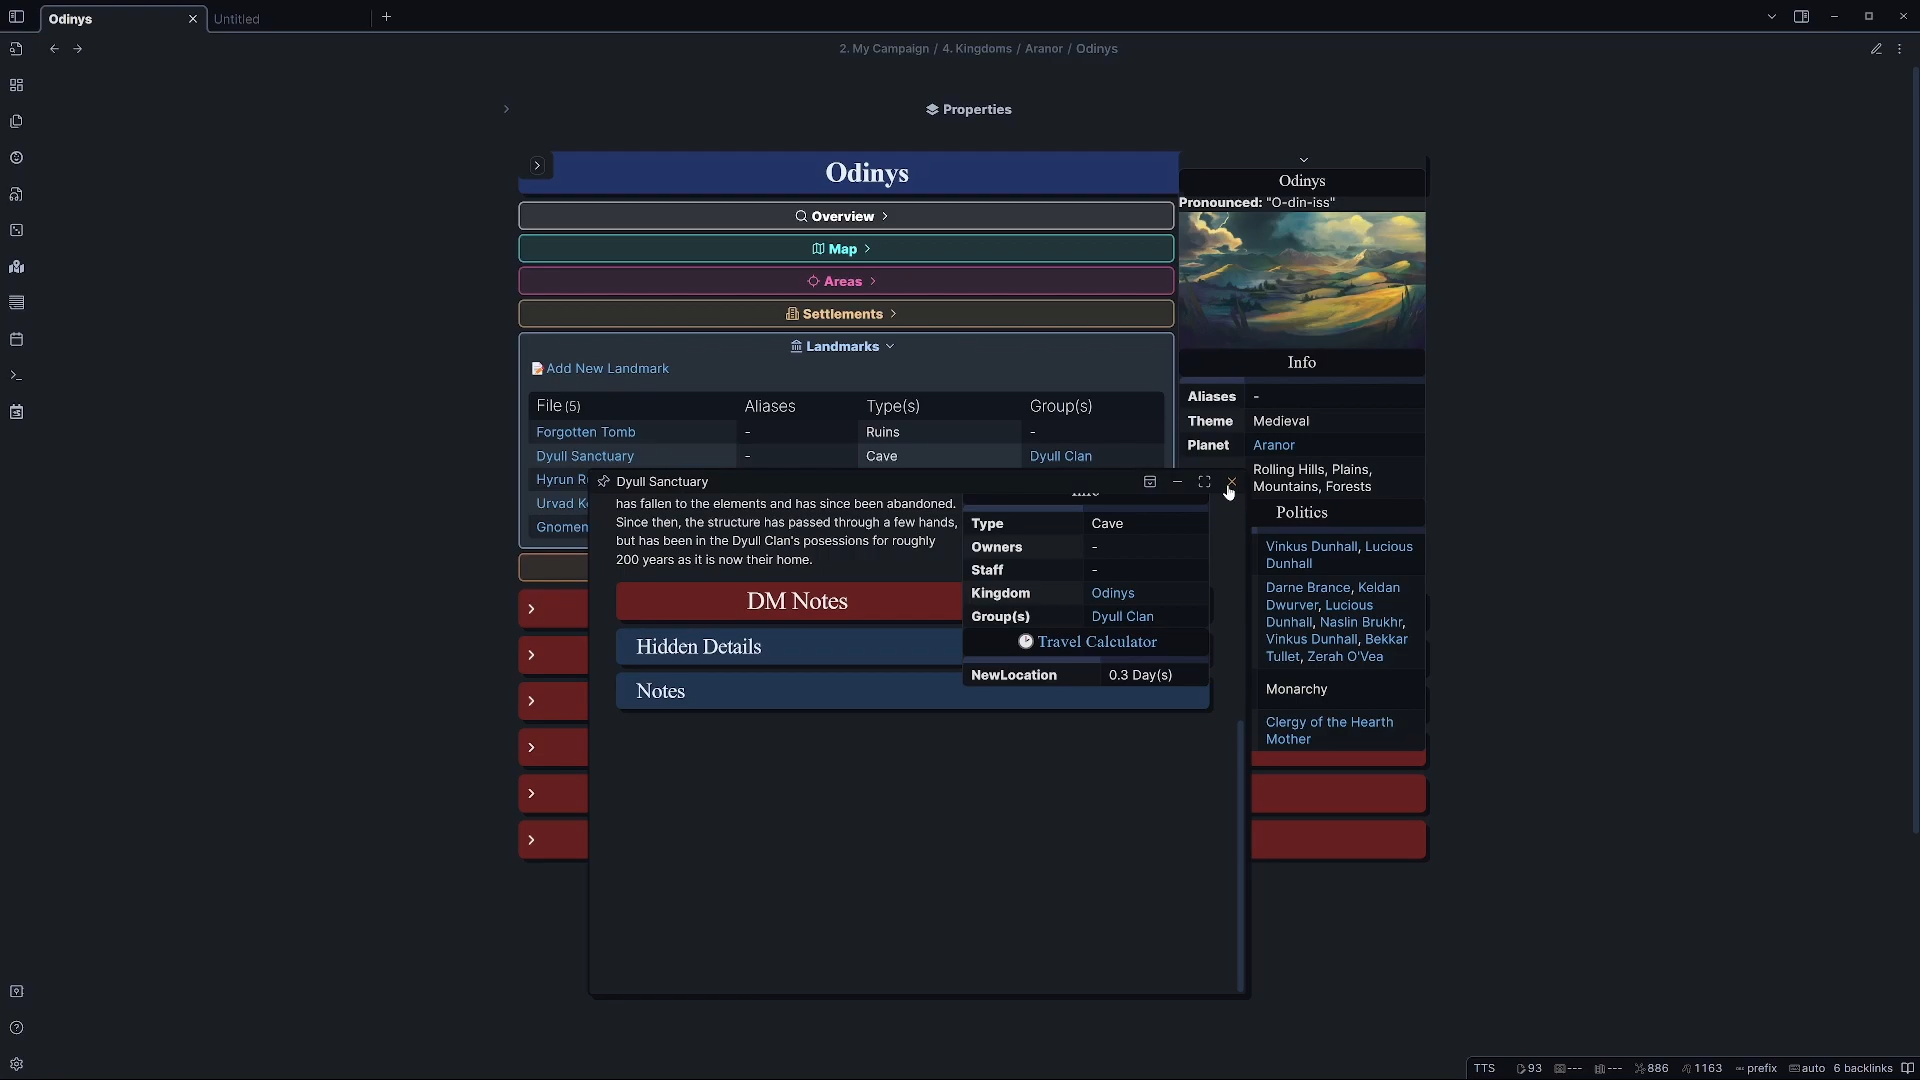 Odinys
Untitled
2. My Campaign / 4. Kingdoms / Aranor / Odinys
Properties
Odinys
Overview
Map
Areas
Settlements
Landmarks
Add New Landmark
File (5) Aliases Type(s) Group(s)
Forgotten Tomb - Ruins -
Dyull Sanctuary - Cave Dyull Clan
Hyrun
Urvad
Gnomen
Odinys
Pronounced: "O-din-iss"
Info
Aliases -
Theme Medieval
Planet Aranor
Rolling Hills, Plains,
Mountains, Forests
Politics
Vinkus Dunhall, Lucious
Dunhall
Darne Brance, Keldan
Dwurver, Lucious
Dunhall, Naslin Brukhr,
Vinkus Dunhall, Bekkar
Tullet, Zerah O'Vea
Monarchy
Clergy of the Hearth
Mother
Dyull Sanctuary
has fallen to the elements and has since been abandoned.
Since then, the structure has passed through a few hands,
but has been in the Dyull Clan's posessions for roughly
200 years as it is now their home.
DM Notes
Hidden Details
Notes
Type Cave
Owners -
Staff -
Kingdom Odinys
Group(s) Dyull Clan
Travel Calculator
NewLocation 0.3 Day(s)
TTS 93 --- --- 886 1163 prefix auto 6 backlinks